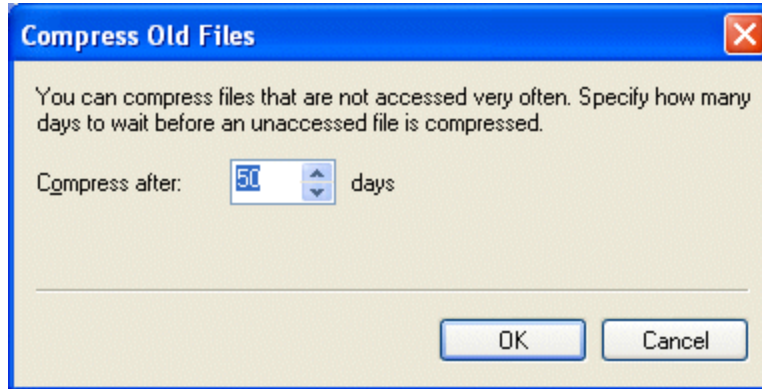 Compress Old Files
You can compress files that are not accessed very often. Specify how many
days to wait before an unaccessed file is compressed.
Compress after: 50 days
OK Cancel